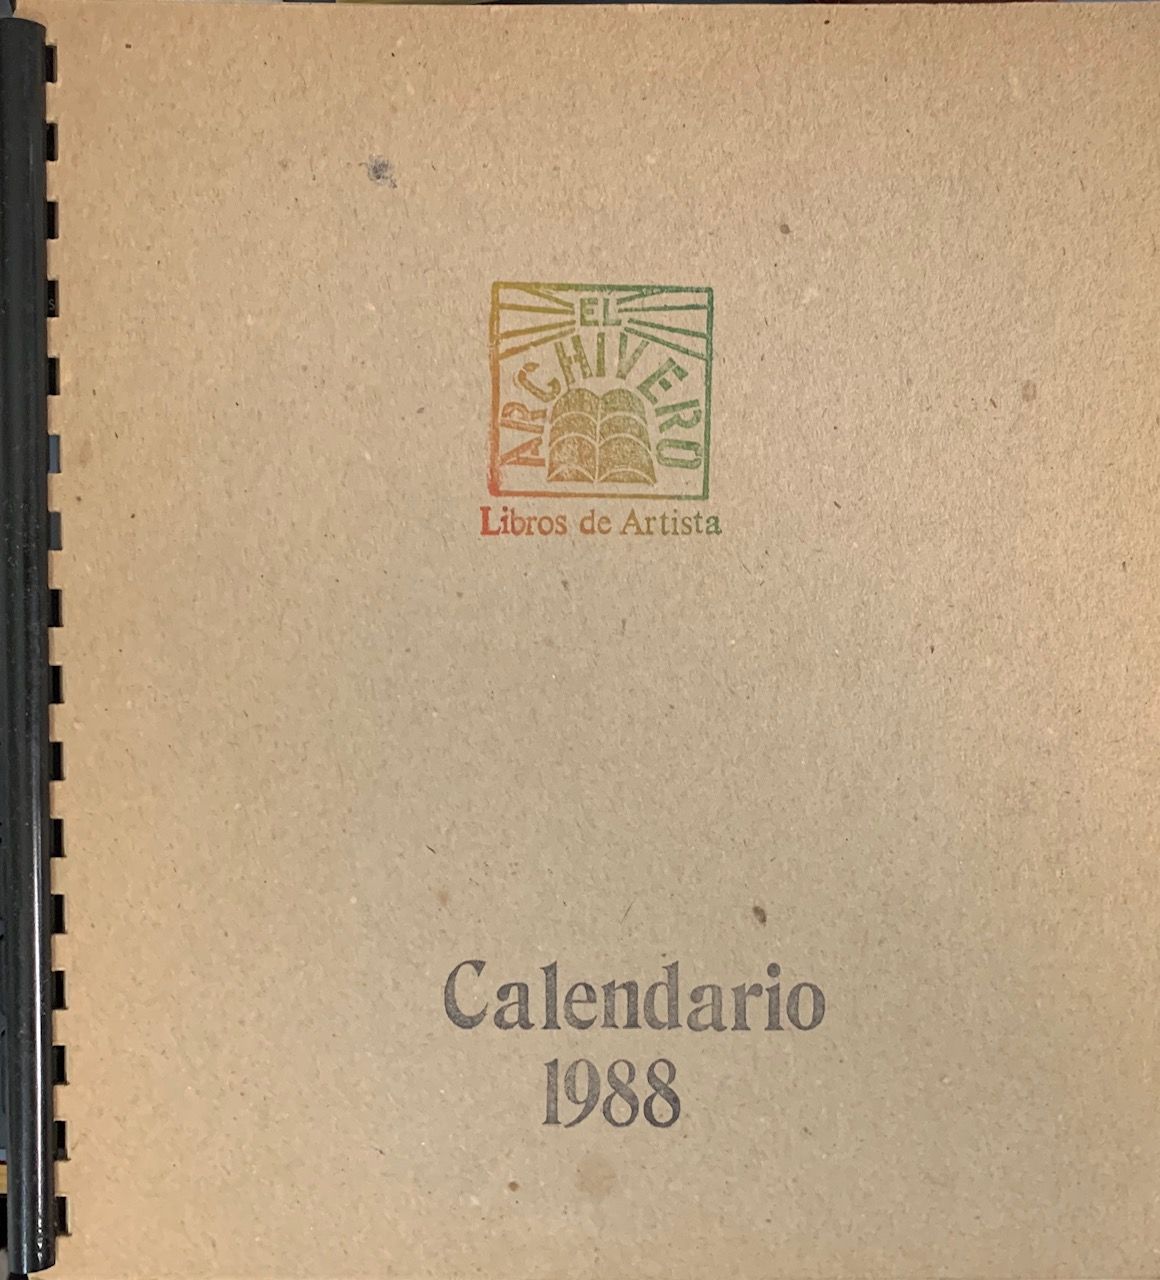 EL
ARCHIVERO
Libros de Artista
Calendario
1988